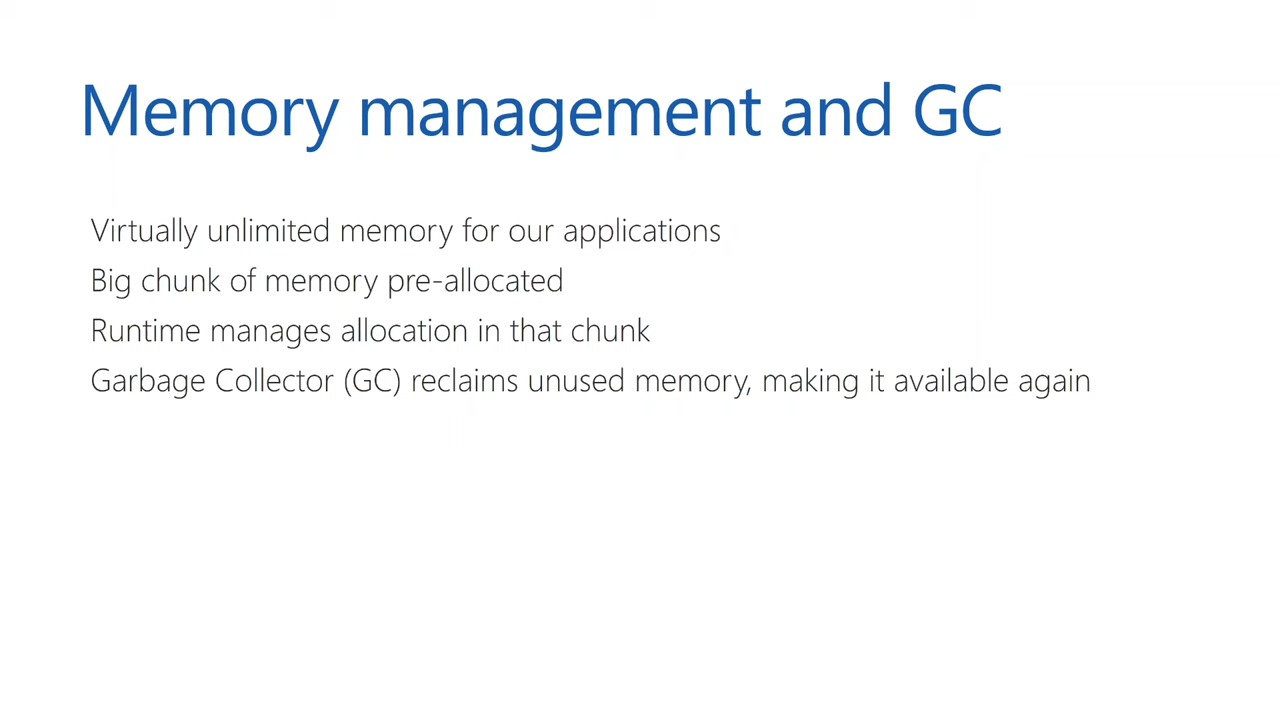 Memory management and GC
Virtually unlimited memory for our applications
Big chunk of memory pre-allocated
Runtime manages allocation in that chunk
Garbage Collector (GC) reclaims unused memory, making it available again